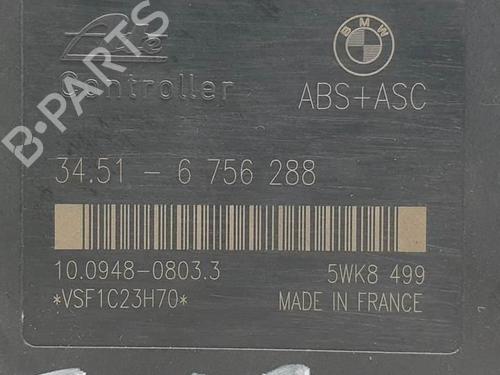 Ate
BMW
Controller
ABS+ASC
34.51 - 6 756 288
10.0948-0803.3
5WK8 499
*VSF1C23H70*
MADE IN FRANCE
B-PARTS